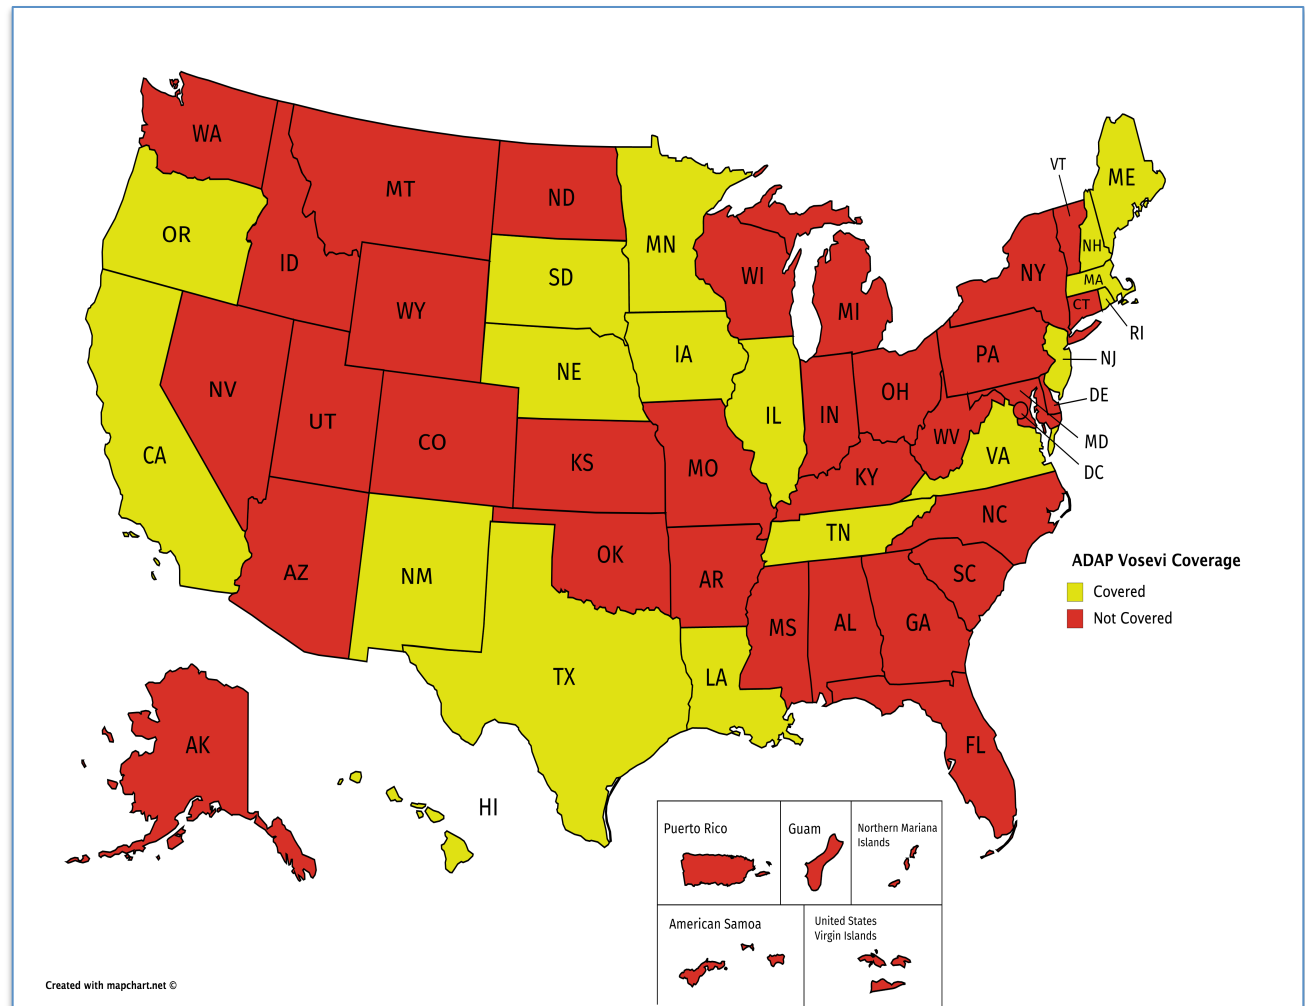 WA
MT
ND
MN
VT
ME
OR
ID
SD
WI
NH
NY
MA
WY
MI
CT
RI
IA
PA
NJ
NE
NV
OH
DE
UT
IL
IN
CO
WV
MD
CA
VA
KS
MO
DC
KY
NC
TN
OK
ADAP Vosevi Coverage
AZ
NM
AR
SC
Covered
Not Covered
MS
AL
GA
TX
LA
AK
FL
HI
Puerto Rico
Guam
Northern Mariana
Islands
American Samoa
United States
Virgin Islands
Created with mapchart.net ©